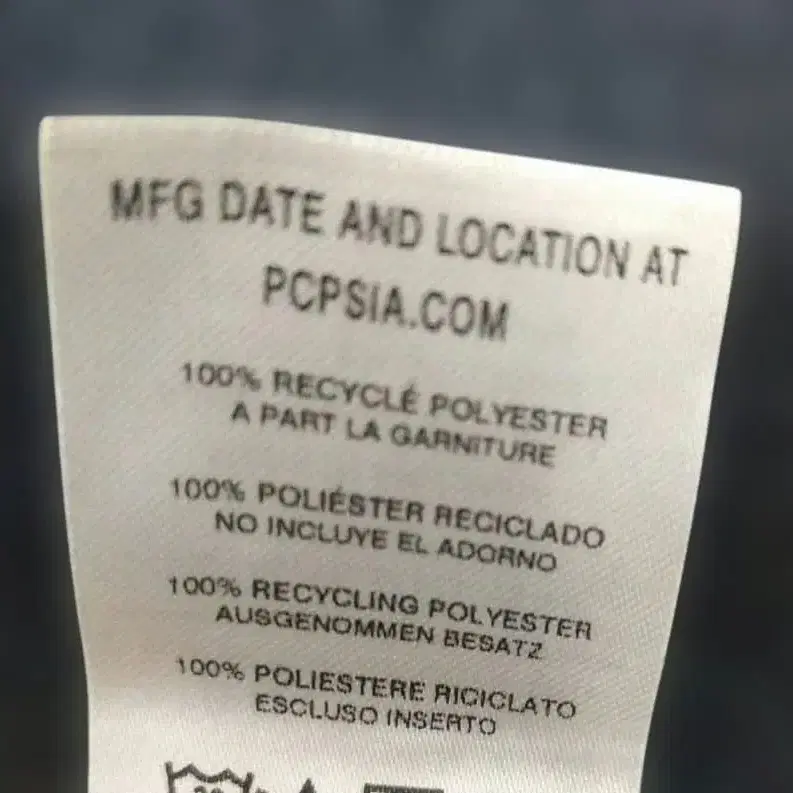 MFG DATE AND LOCATION AT
PCPSiA.COM
100% RECYCLÉ POLYESTER
A PART LA GARNITURE
100% POLIÉSTER RECICLADO
NO INCLUYE EL ADORNO
100% RECYCLING POLYESTER
AUSGENOMMEN BESATZ
100% POLIESTERE RICICLATO
ESCLUSO INSERTO